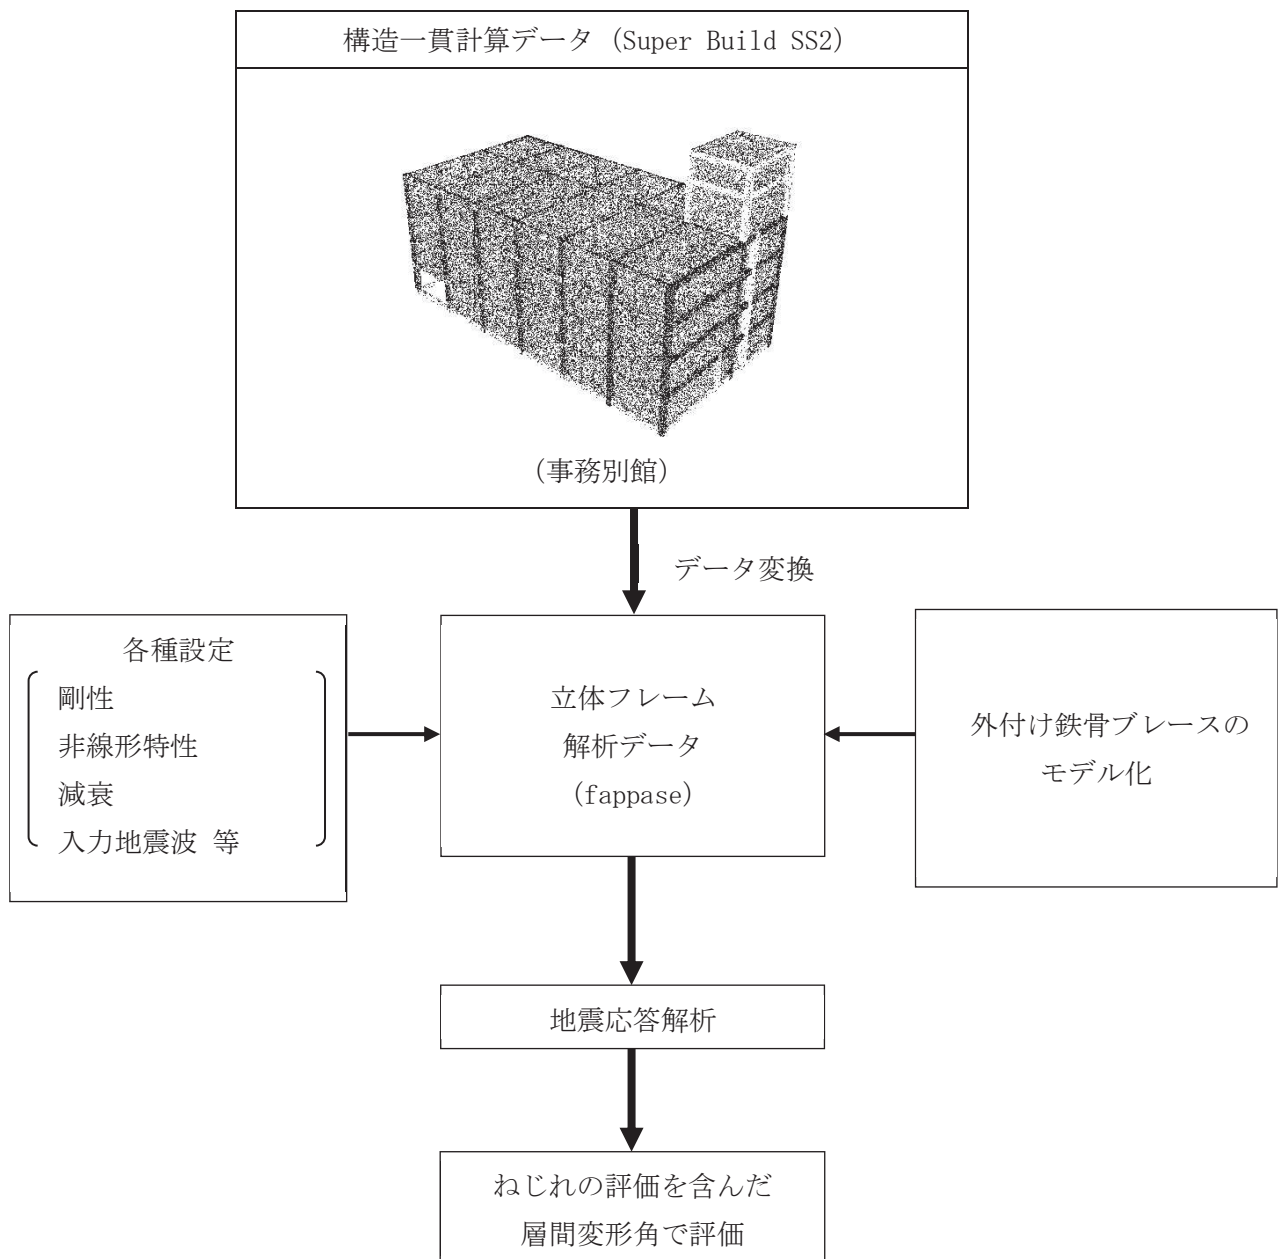 構造一貫計算データ (Super Build SS2)
(事務別館)
データ変換
各種設定
剛性
非線形特性
減衰
入力地震波 等
立体フレーム
解析データ
(fappase)
外付け鉄骨ブレースの
モデル化
地震応答解析
ねじれの評価を含んだ
層間変形角で評価